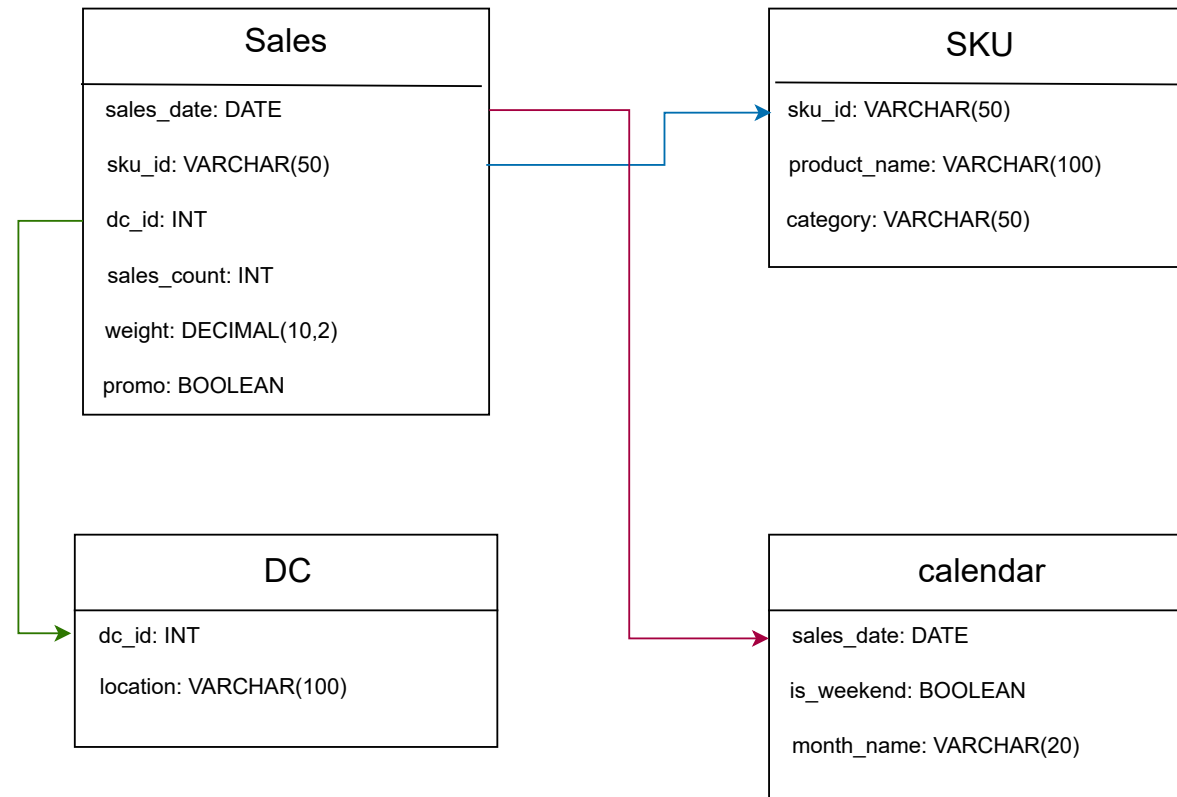 Sales
sales_date: DATE
sku_id: VARCHAR(50)
dc_id: INT
sales_count: INT
weight: DECIMAL(10,2)
promo: BOOLEAN
SKU
sku_id: VARCHAR(50)
product_name: VARCHAR(100)
category: VARCHAR(50)
DC
dc_id: INT
location: VARCHAR(100)
calendar
sales_date: DATE
is_weekend: BOOLEAN
month_name: VARCHAR(20)